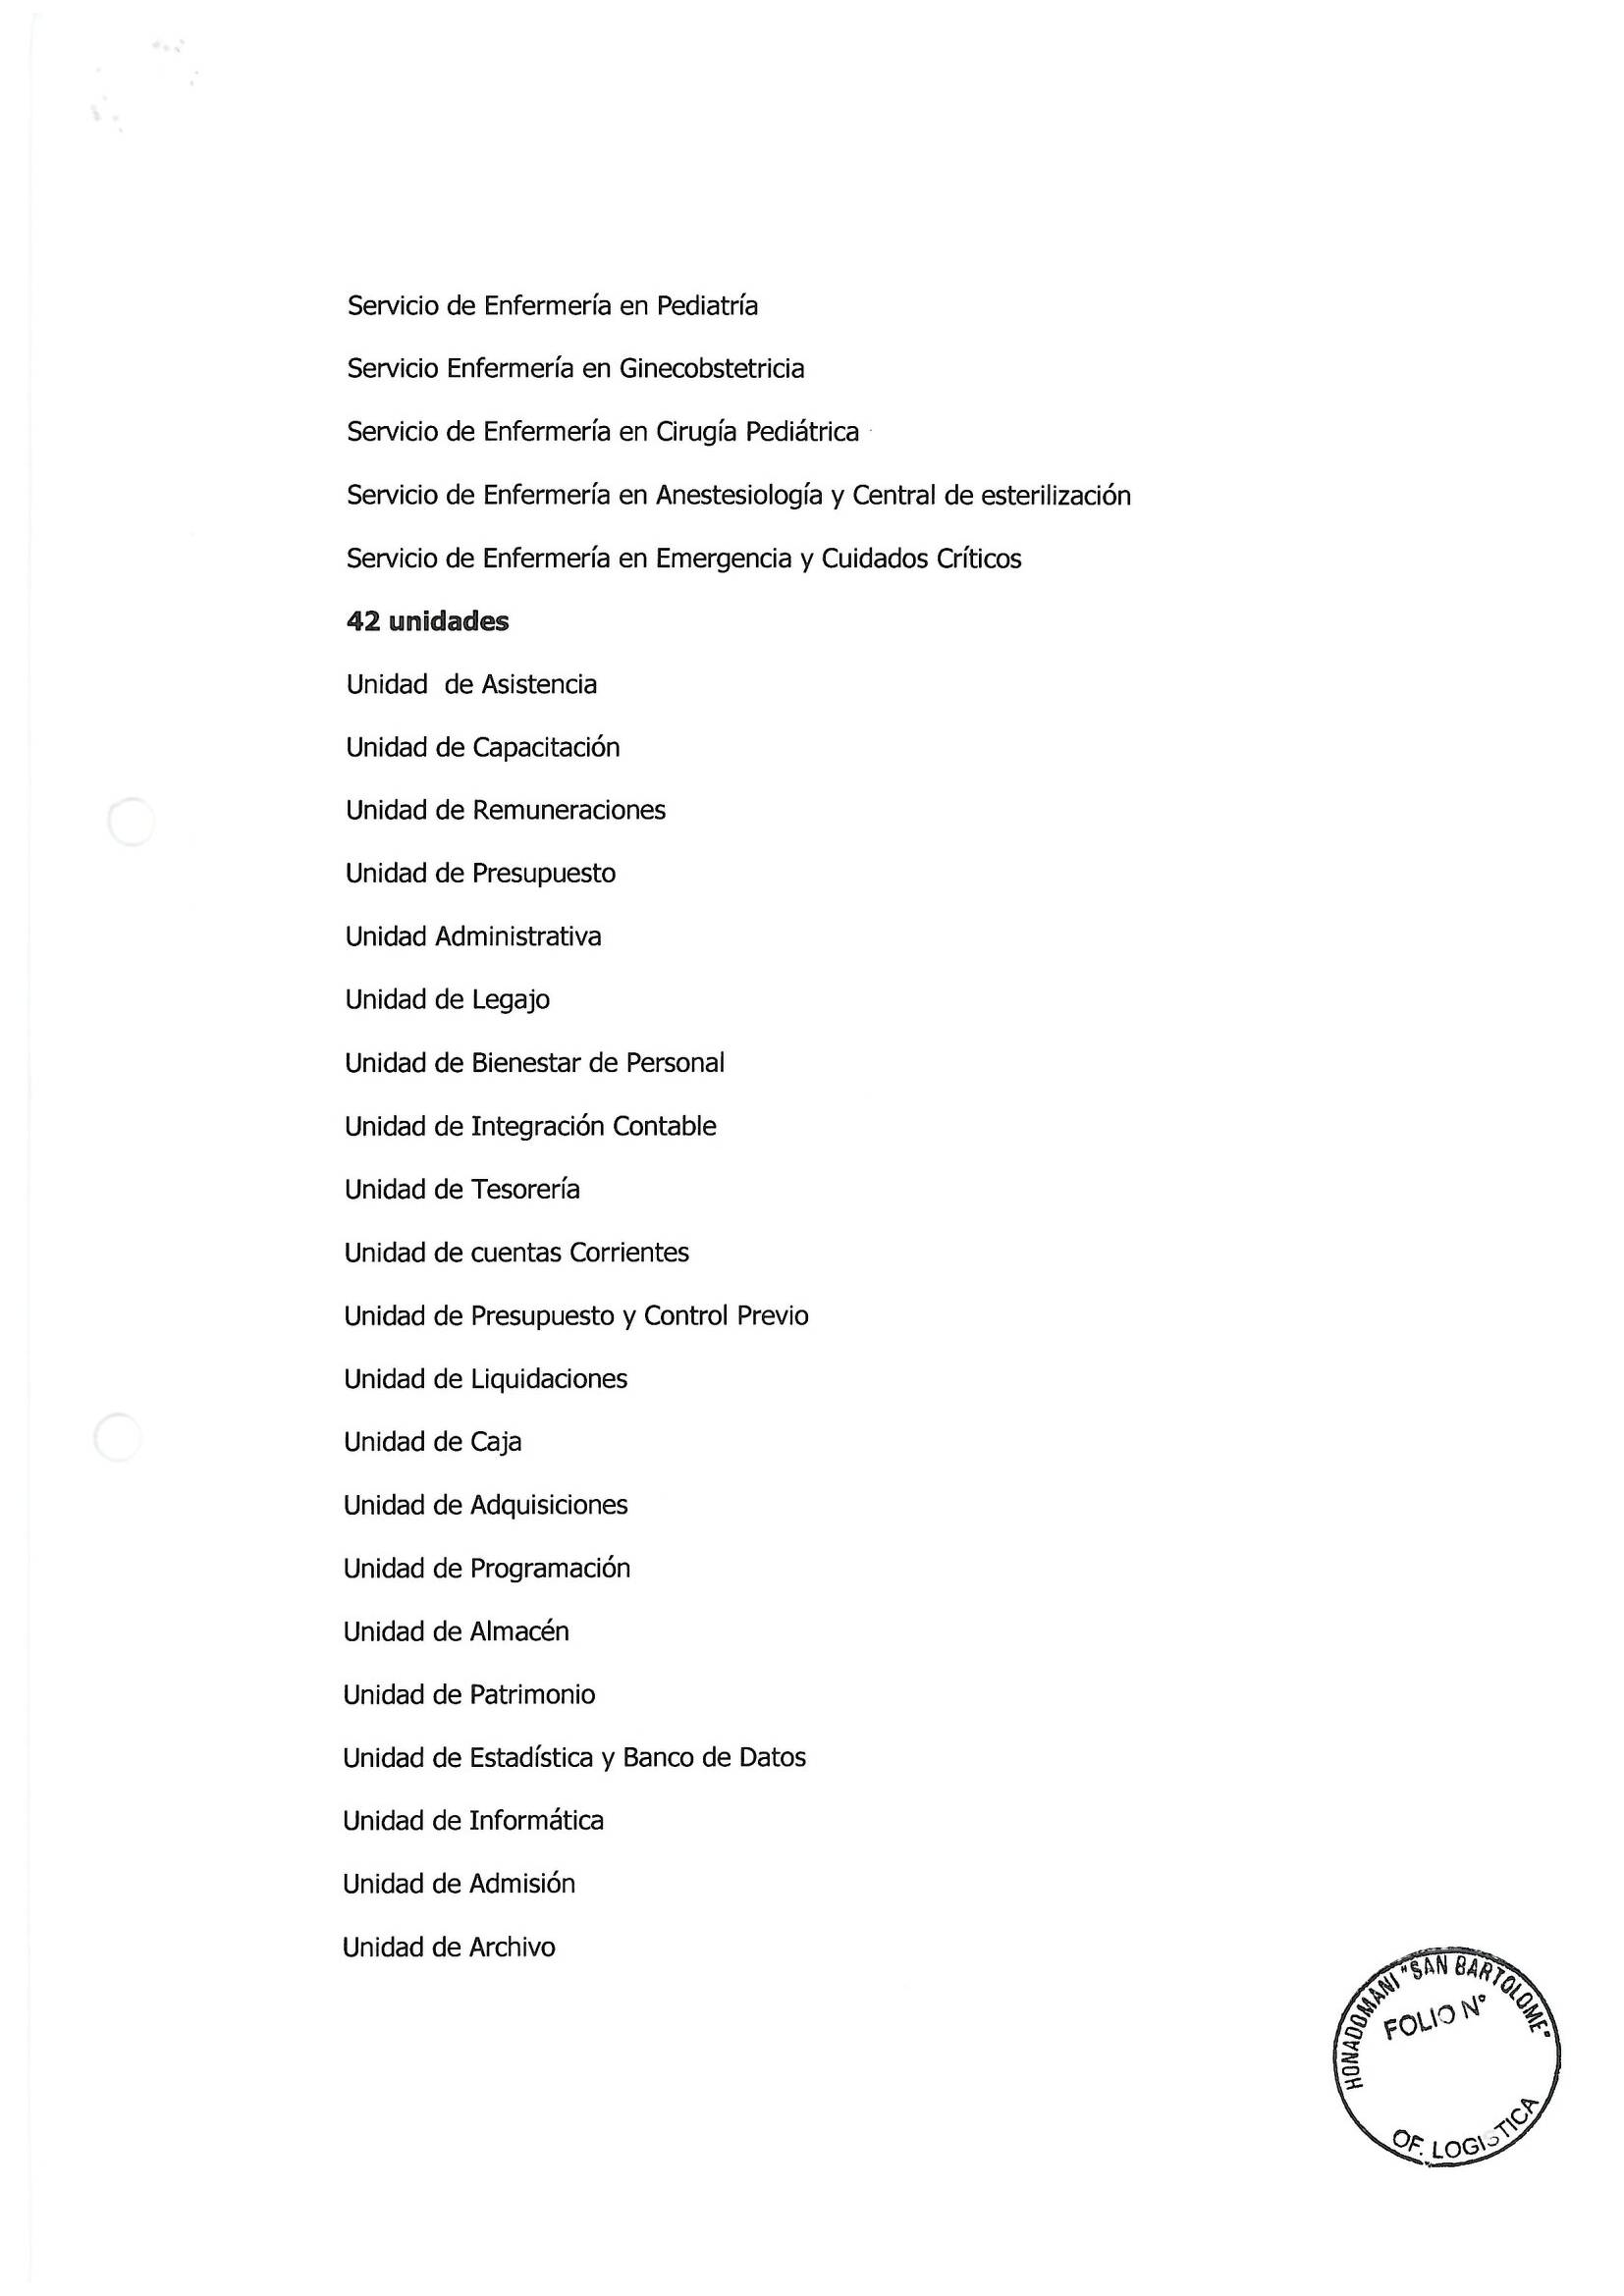 Servicio de Enfermería en Pediatría
Servicio Enfermería en Ginecobstetricia
Servicio de Enfermería en Cirugía Pediátrica
Servicio de Enfermería en Anestesiología y Central de esterilización
Servicio de Enfermería en Emergencia y Cuidados Críticos
42 unidades
Unidad  de Asistencia
Unidad de Capacitación
Unidad de Remuneraciones
Unidad de Presupuesto
Unidad Administrativa
Unidad de Legajo
Unidad de Bienestar de Personal
Unidad de Integración Contable
Unidad de Tesorería
Unidad de cuentas Corrientes
Unidad de Presupuesto y Control Previo
Unidad de Liquidaciones
Unidad de Caja
Unidad de Adquisiciones
Unidad de Programación
Unidad de Almacén
Unidad de Patrimonio
Unidad de Estadística y Banco de Datos
Unidad de Informática
Unidad de Admisión
Unidad de Archivo
HONADOMANI "SAN BARTOLOME"
FOLIO N°
OF. LOGISTICA